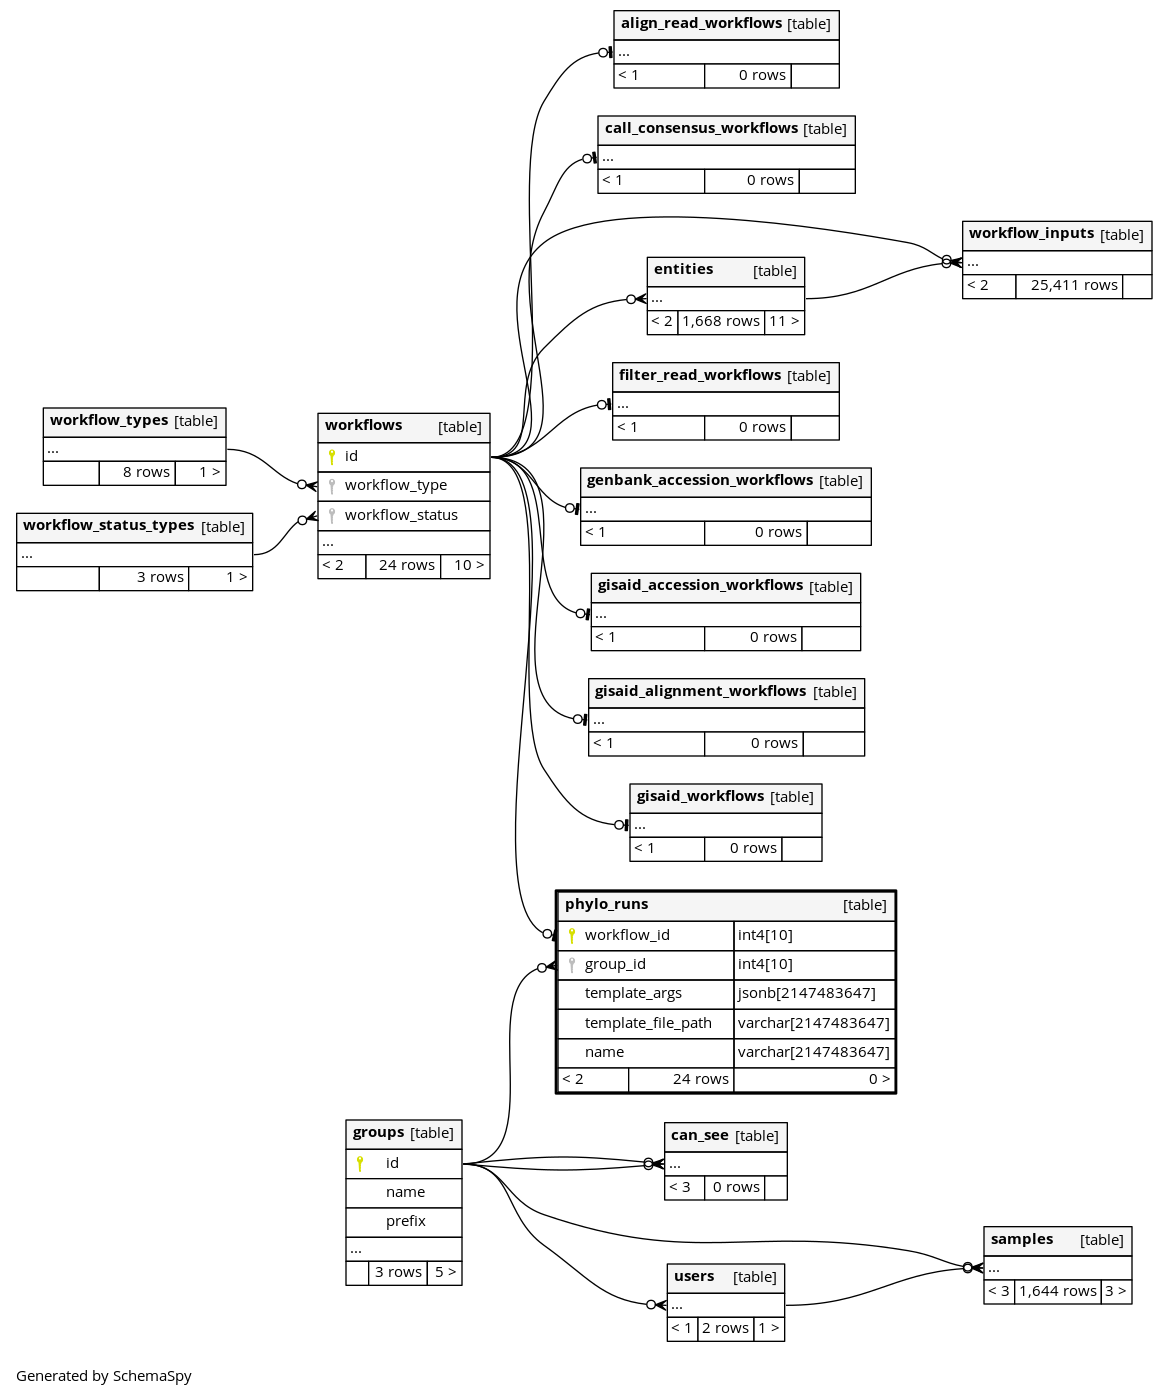 align_read_workflows [table]
...
< 1 0 rows
call_consensus_workflows [table]
...
< 1 0 rows
workflow_inputs [table]
...
< 2 25,411 rows
entities [table]
...
< 2 1,668 rows 11 >
filter_read_workflows [table]
...
< 1 0 rows
workflow_types [table]
...
8 rows 1 >
workflows [table]
id
workflow_type
workflow_status
...
< 2 24 rows 10 >
workflow_status_types [table]
...
3 rows 1 >
genbank_accession_workflows [table]
...
< 1 0 rows
gisaid_accession_workflows [table]
...
< 1 0 rows
gisaid_alignment_workflows [table]
...
< 1 0 rows
gisaid_workflows [table]
...
< 1 0 rows
phylo_runs [table]
workflow_id int4[10]
group_id int4[10]
template_args jsonb[2147483647]
template_file_path varchar[2147483647]
name varchar[2147483647]
< 2 24 rows 0 >
groups [table]
id
name
prefix
...
3 rows 5 >
can_see [table]
...
< 3 0 rows
samples [table]
...
< 3 1,644 rows 3 >
users [table]
...
< 1 2 rows 1 >
Generated by SchemaSpy